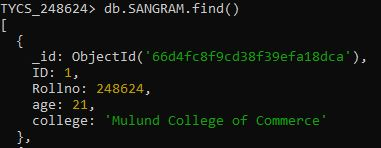 TYCS_248624> db.SANGRAM.find()
[
  {
    _id: ObjectId('66d4fc8f9cd38f39efa18dca'),
    ID: 1,
    Rollno: 248624,
    age: 21,
    college: 'Mulund College of Commerce'
  },